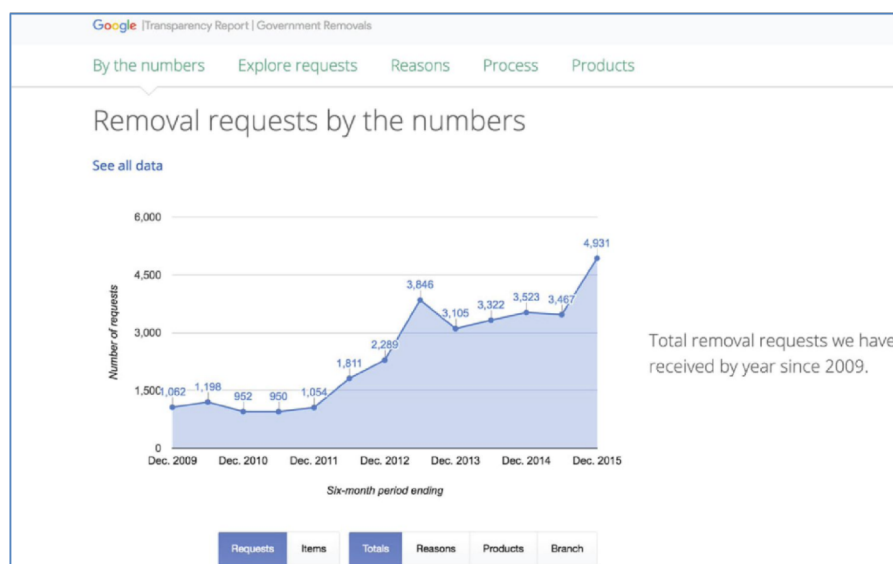 Google | Transparency Report | Government Removals
By the numbers Explore requests Reasons Process Products
Removal requests by the numbers
See all data
6,000
4,500
3,000
1,500
0
Number of requests
1,062
1,198
952
950
1,054
1,811
2,289
3,846
3,105
3,322
3,523
3,467
4,931
Dec. 2009 Dec. 2010 Dec. 2011 Dec. 2012 Dec. 2013 Dec. 2014 Dec. 2015
Six-month period ending
Total removal requests we have
received by year since 2009.
Requests Items Totals Reasons Products Branch